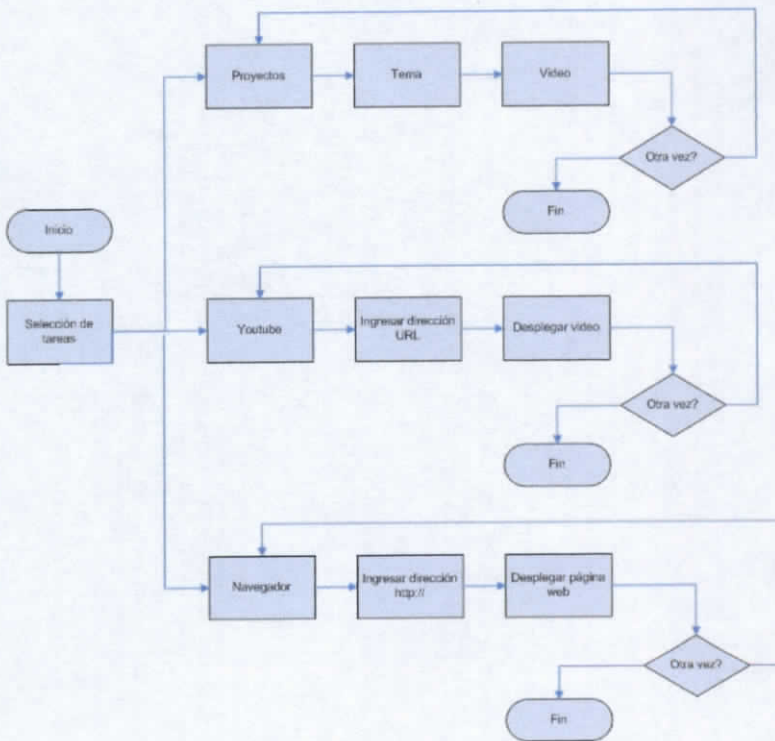 Proyectos
Tema
Video
Otra vez?
Fin
Inicio
Selección de
tareas
Youtube
Ingresar dirección
URL
Desplegar video
Otra vez?
Fin
Navegador
Ingresar dirección
http://
Desplegar página
web
Otra vez?
Fin